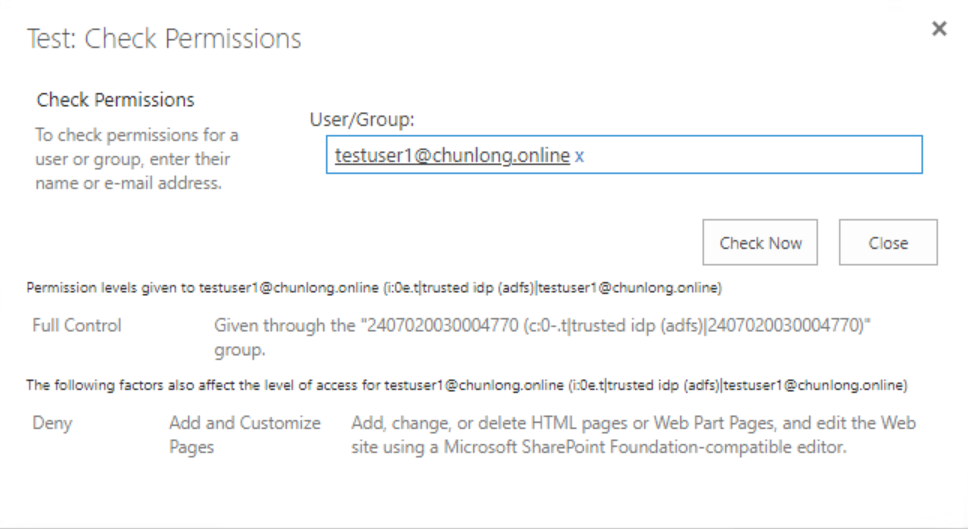 Test: Check Permissions
×
Check Permissions
To check permissions for a
user or group, enter their
name or e-mail address.
User/Group:
testuser1@chunlong.online x
Check Now
Close
Permission levels given to testuser1@chunlong.online (i:0e.t|trusted idp (adfs)|testuser1@chunlong.online)
Full Control
Given through the "2407020030004770 (c:0-.t|trusted idp (adfs)|2407020030004770)"
group.
The following factors also affect the level of access for testuser1@chunlong.online (i:0e.t|trusted idp (adfs)|testuser1@chunlong.online)
Deny
Add and Customize
Pages
Add, change, or delete HTML pages or Web Part Pages, and edit the Web
site using a Microsoft SharePoint Foundation-compatible editor.